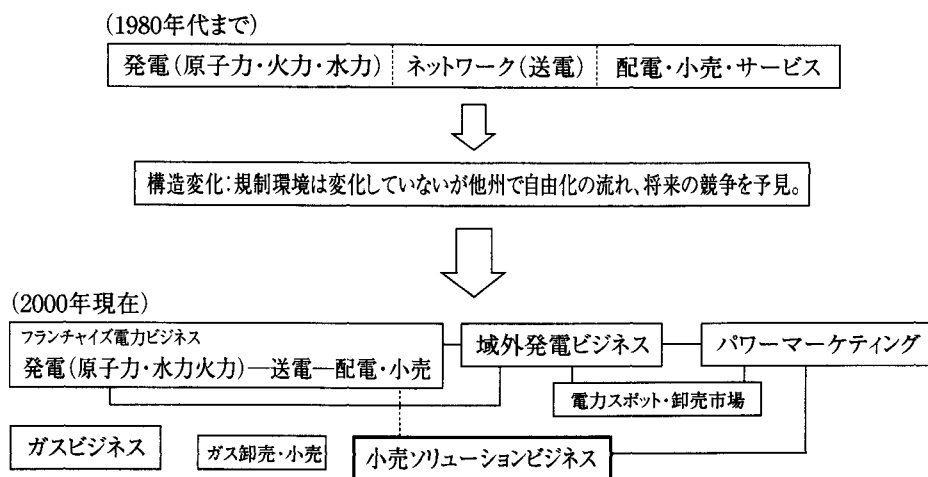 (1980年代まで)
発電(原子力・火力・水力) ネットワーク(送電) 配電・小売・サービス
構造変化:規制環境は変化していないが他州で自由化の流れ、将来の競争を予見。
(2000年現在)
フランチャイズ電力ビジネス
発電(原子力・水力火力)—送電—配電・小売
域外発電ビジネス
パワーマーケティング
電力スポット・卸売市場
ガスビジネス
ガス卸売・小売
小売ソリューションビジネス